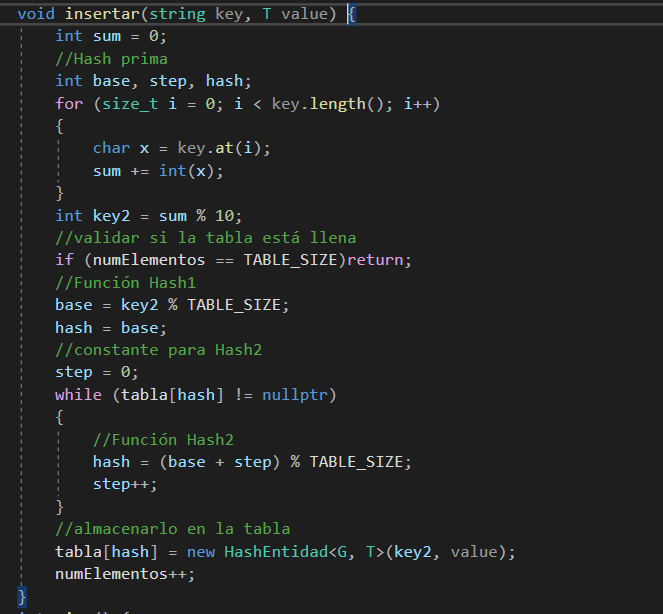 void insertar(string key, T value) {
int sum = 0;
//Hash prima
int base, step, hash;
for (size_t i = 0; i < key.length(); i++)
{
char x = key.at(i);
sum += int(x);
}
int key2 = sum % 10;
//validar si la tabla está llena
if (numElementos == TABLE_SIZE)return;
//Función Hash1
base = key2 % TABLE_SIZE;
hash = base;
//constante para Hash2
step = 0;
while (tabla[hash] != nullptr)
{
//Función Hash2
hash = (base + step) % TABLE_SIZE;
step++;
}
//almacenarlo en la tabla
tabla[hash] = new HashEntidad<G, T>(key2, value);
numElementos++;
}